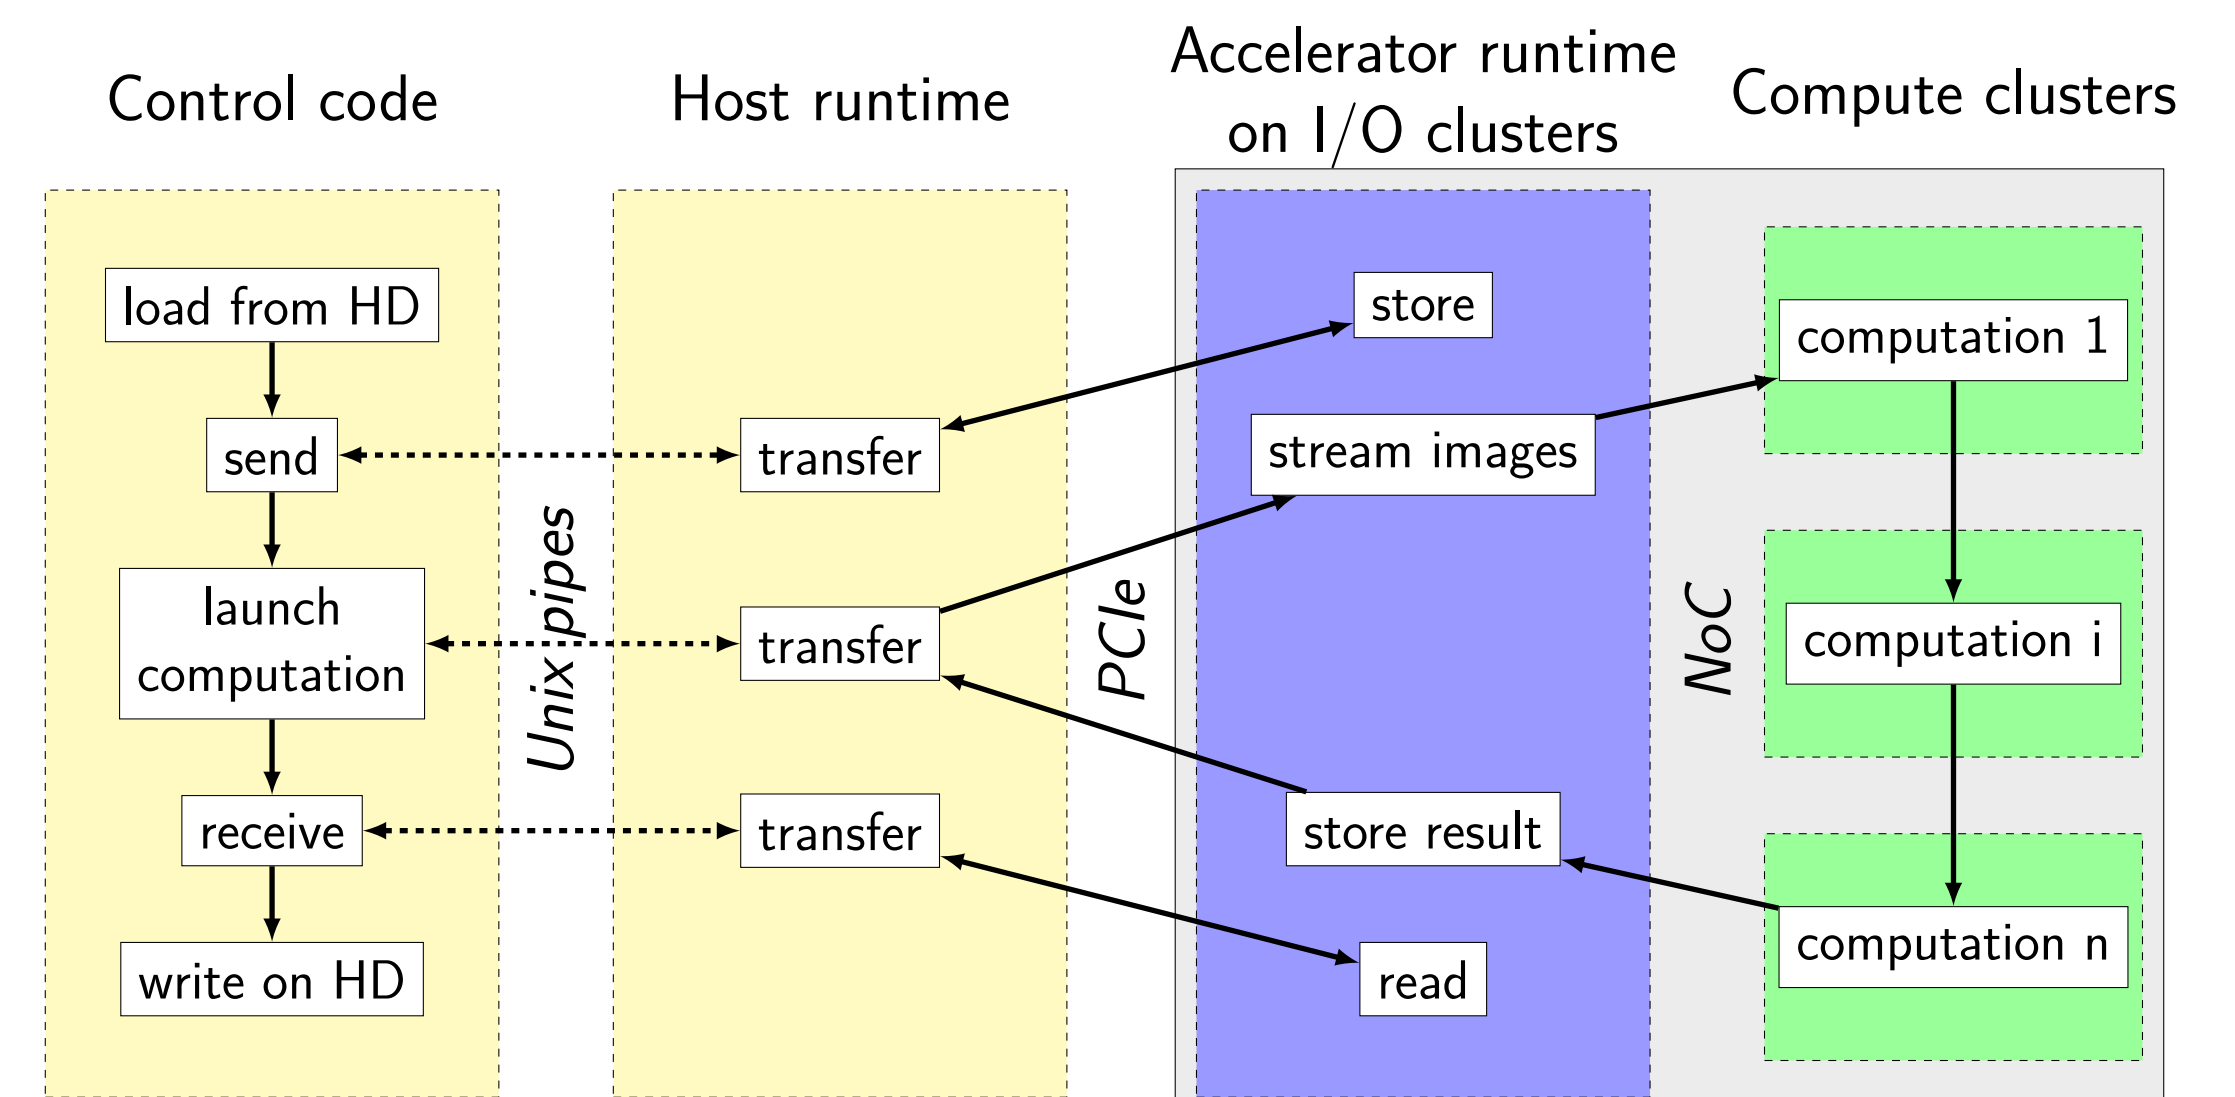 Control code
Host runtime
Accelerator runtime
on I/O clusters
Compute clusters
load from HD
send
launch
computation
receive
write on HD
Unix pipes
transfer
transfer
transfer
PCIe
store
stream images
store result
read
NoC
computation 1
computation i
computation n